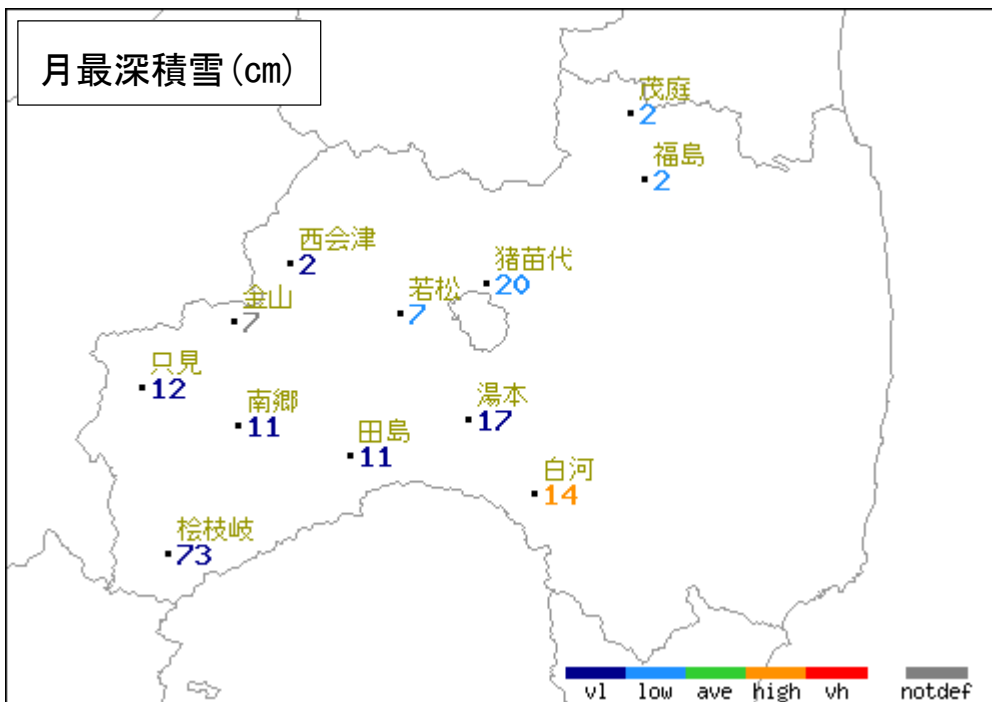 月最深積雪(cm)
茂庭
2
福島
2
西会津
2
猪苗代
20
金山
7
若松
7
只見
12
南郷
11
湯本
17
田島
11
白河
14
桧枝岐
73
vl low ave high vh notdef